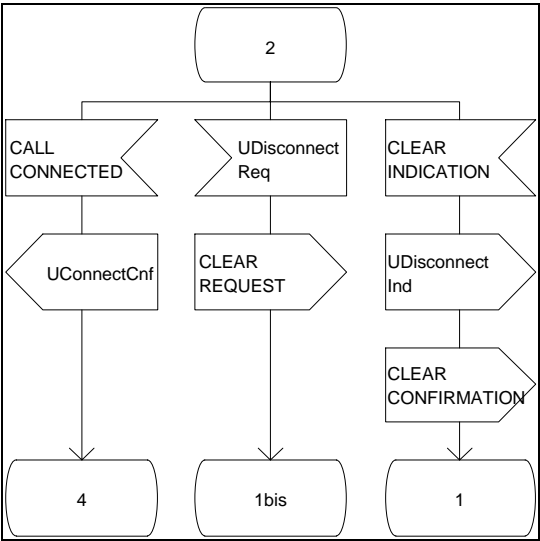 2
CALL
CONNECTED
UDisconnect
Req
CLEAR
INDICATION
UConnectCnf
CLEAR
REQUEST
UDisconnect
Ind
CLEAR
CONFIRMATION
4
1bis
1